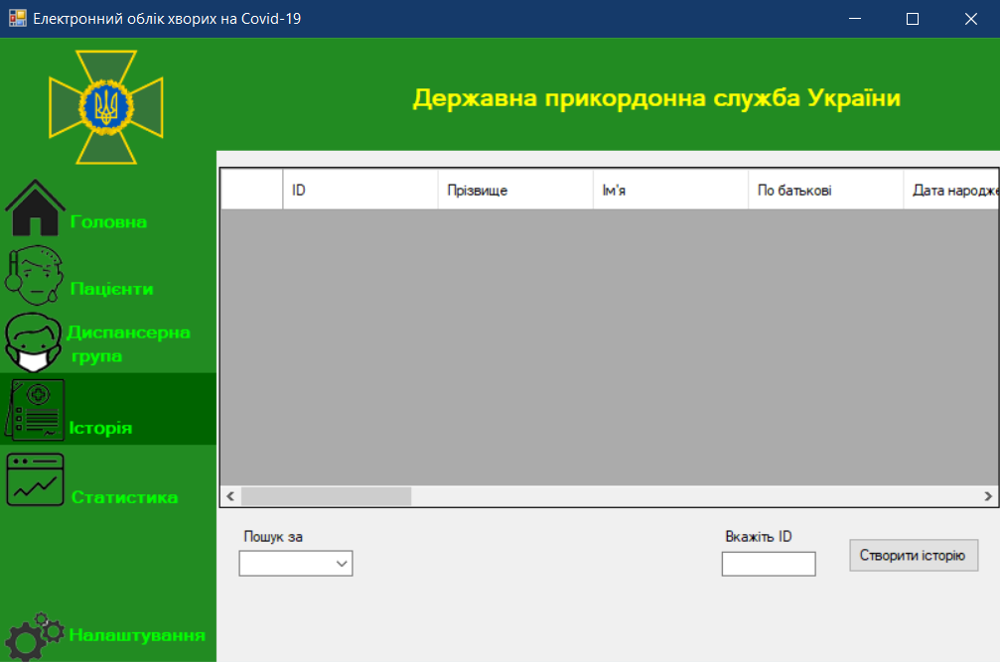 Електронний облік хворих на Covid-19
Державна прикордонна служба України
Головна
Пацієнти
Диспансерна
група
Історія
Статистика
Налаштування
ID
Прізвище
Ім'я
По батькові
Дата народже
Пошук за
Вкажіть ID
Створити історію